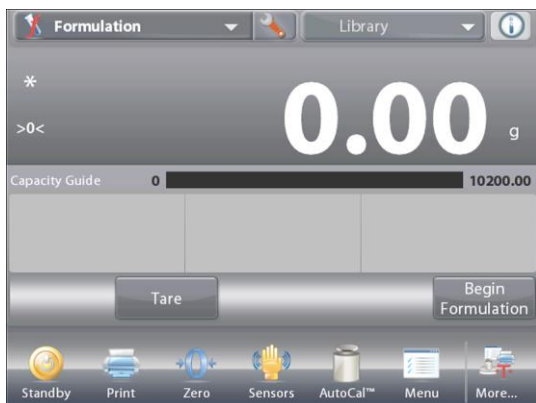 Formulation
Library
*
>0<
0.00 g
Capacity Guide 0 10200.00
Tare
Begin
Formulation
Standby Print Zero Sensors AutoCal™ Menu More...